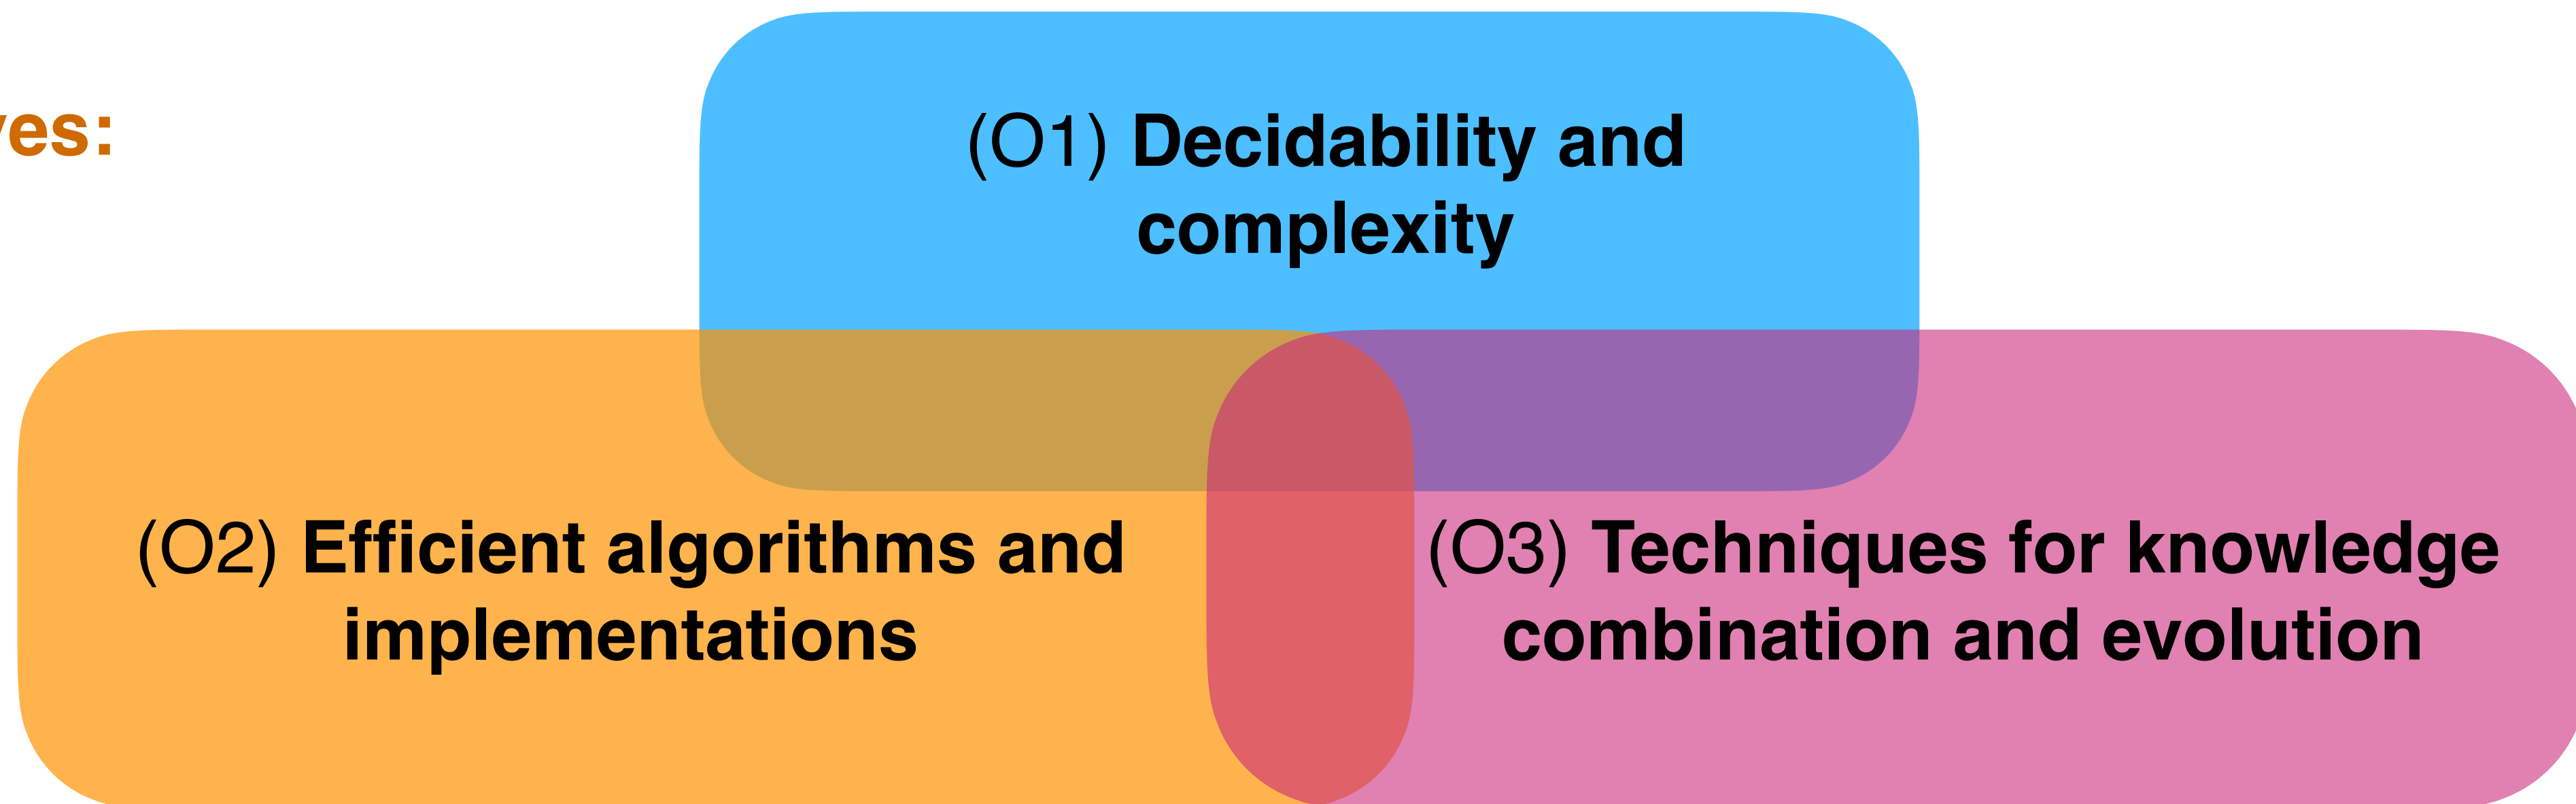 ves:
(O1) Decidability and
complexity
(O2) Efficient algorithms and
implementations
(O3) Techniques for knowledge
combination and evolution